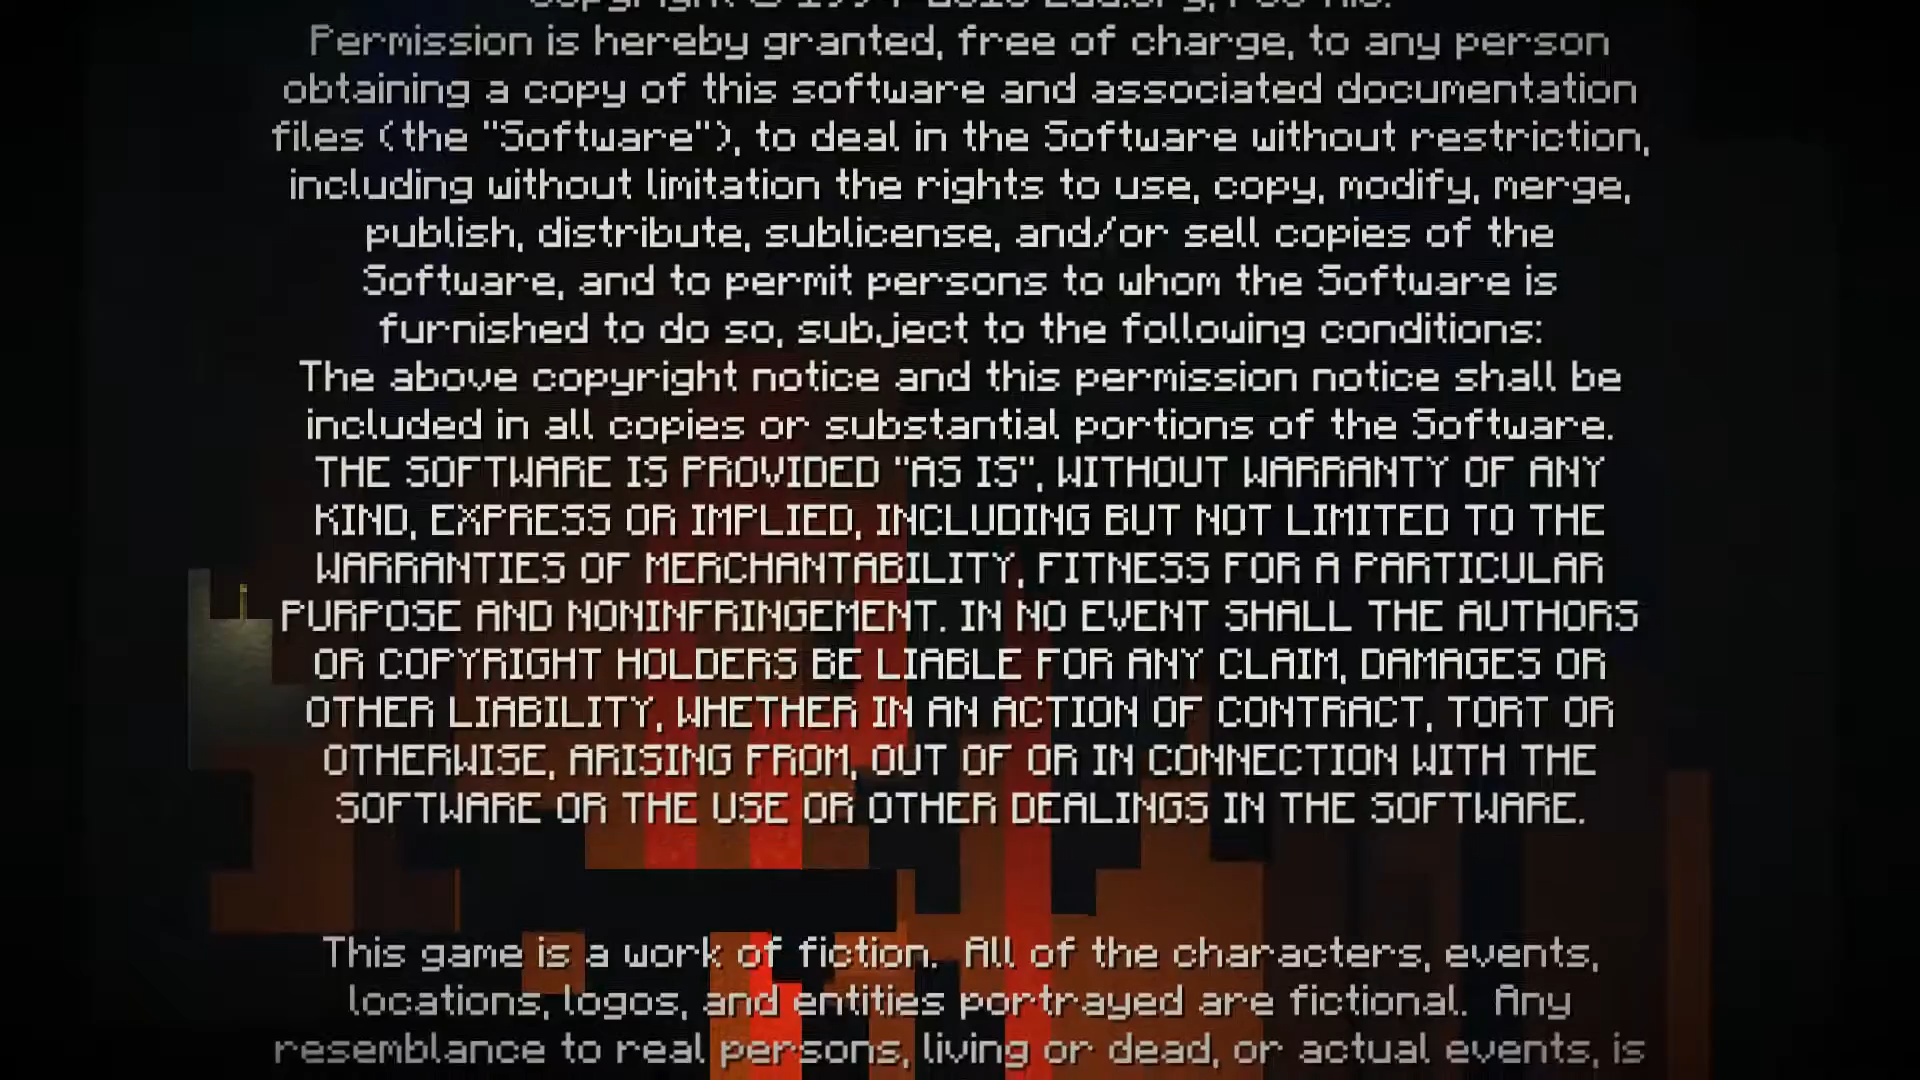 Permission is hereby granted, free of charge, to any person
obtaining a copy of this software and associated documentation
files (the "Software"), to deal in the Software without restriction,
including without limitation the rights to use, copy, modify, merge,
publish, distribute, sublicense, and/or sell copies of the
Software, and to permit persons to whom the Software is
furnished to do so, subject to the following conditions:
The above copyright notice and this permission notice shall be
included in all copies or substantial portions of the Software.
THE SOFTWARE IS PROVIDED "AS IS", WITHOUT WARRANTY OF ANY
KIND, EXPRESS OR IMPLIED, INCLUDING BUT NOT LIMITED TO THE
WARRANTIES OF MERCHANTABILITY, FITNESS FOR A PARTICULAR
PURPOSE AND NONINFRINGEMENT. IN NO EVENT SHALL THE AUTHORS
OR COPYRIGHT HOLDERS BE LIABLE FOR ANY CLAIM, DAMAGES OR
OTHER LIABILITY, WHETHER IN AN ACTION OF CONTRACT, TORT OR
OTHERWISE, ARISING FROM, OUT OF OR IN CONNECTION WITH THE
SOFTWARE OR THE USE OR OTHER DEALINGS IN THE SOFTWARE.
This game is a work of fiction. All of the characters, events,
locations, logos, and entities portrayed are fictional. Any
resemblance to real persons, living or dead, or actual events, is